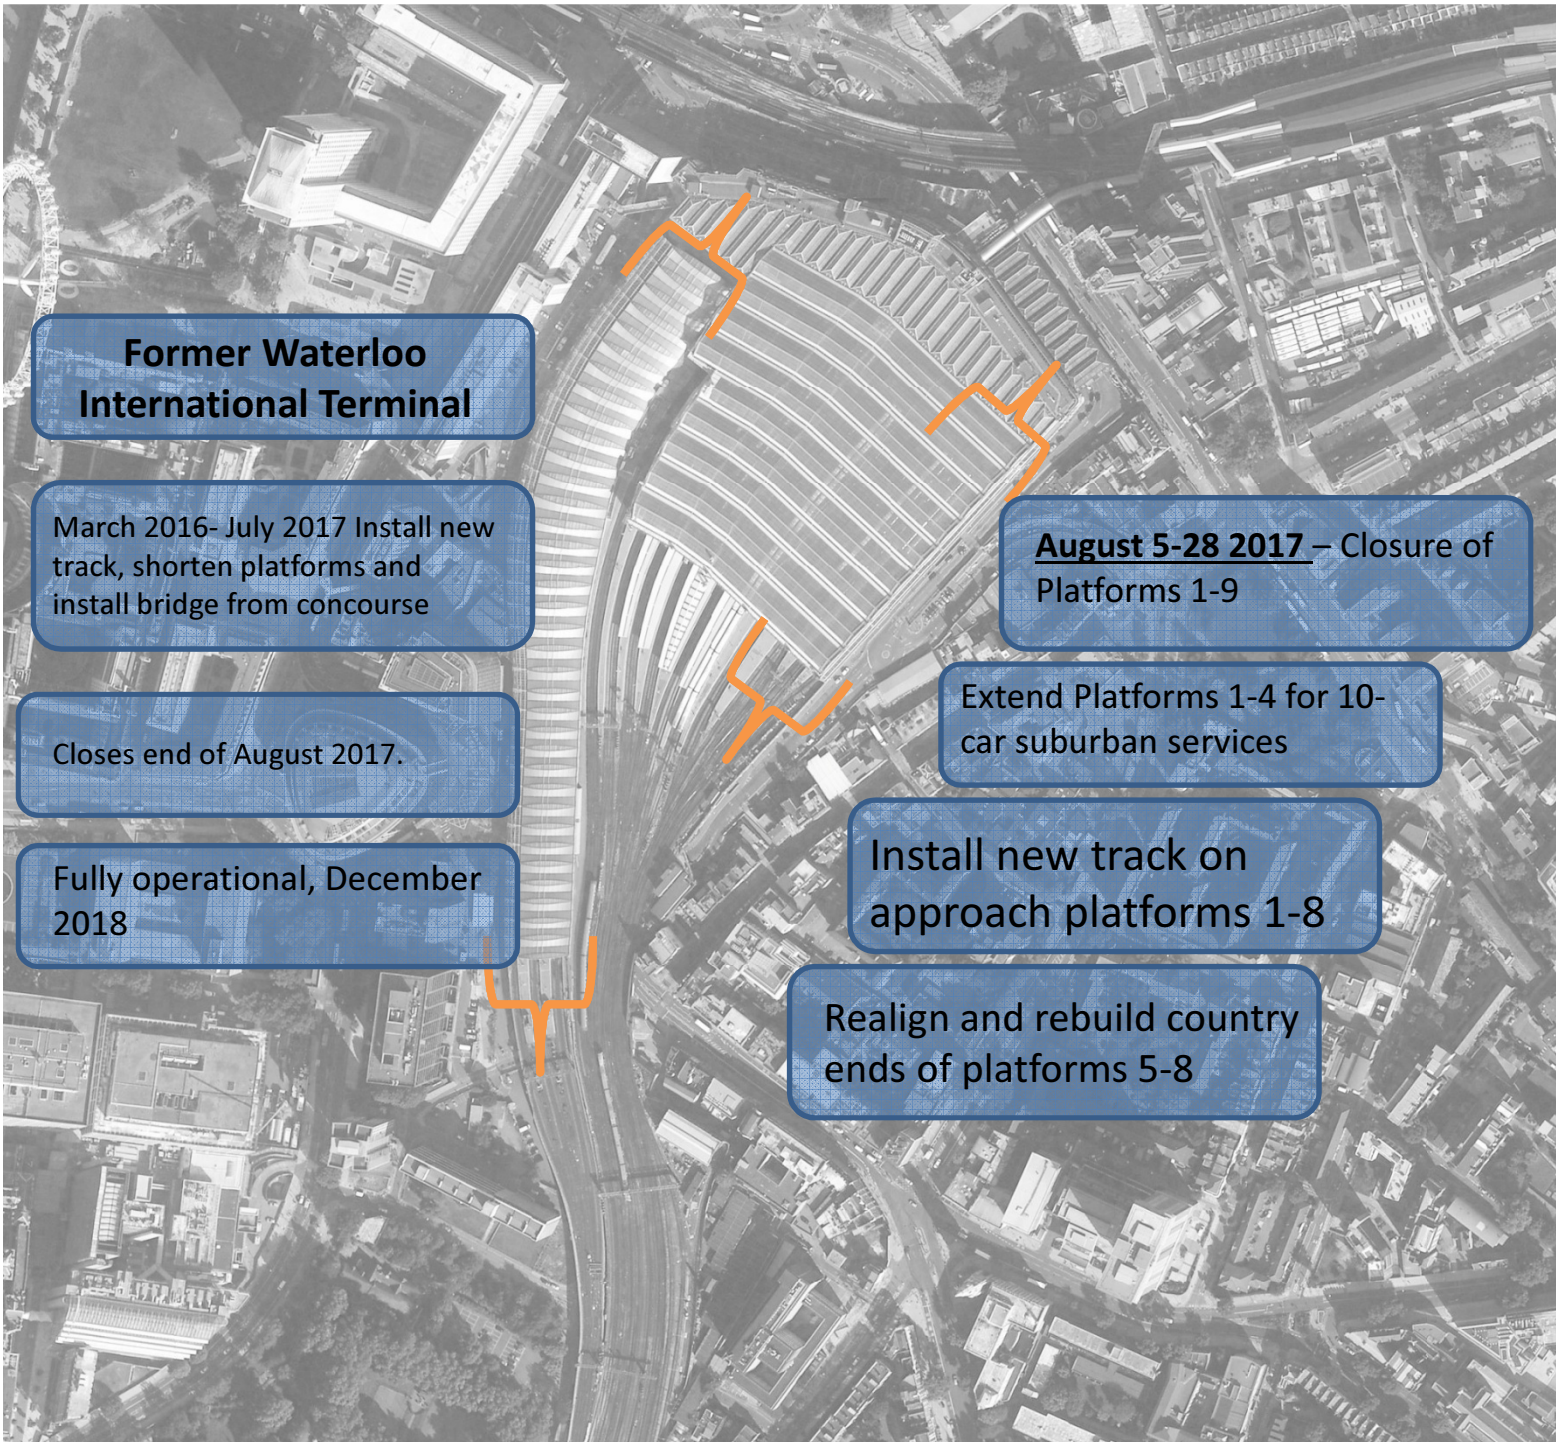 Former Waterloo
International Terminal
March 2016- July 2017 Install new
track, shorten platforms and
install bridge from concourse
Closes end of August 2017.
Fully operational, December
2018
August 5-28 2017 – Closure of
Platforms 1-9
Extend Platforms 1-4 for 10-
car suburban services
Install new track on
approach platforms 1-8
Realign and rebuild country
ends of platforms 5-8